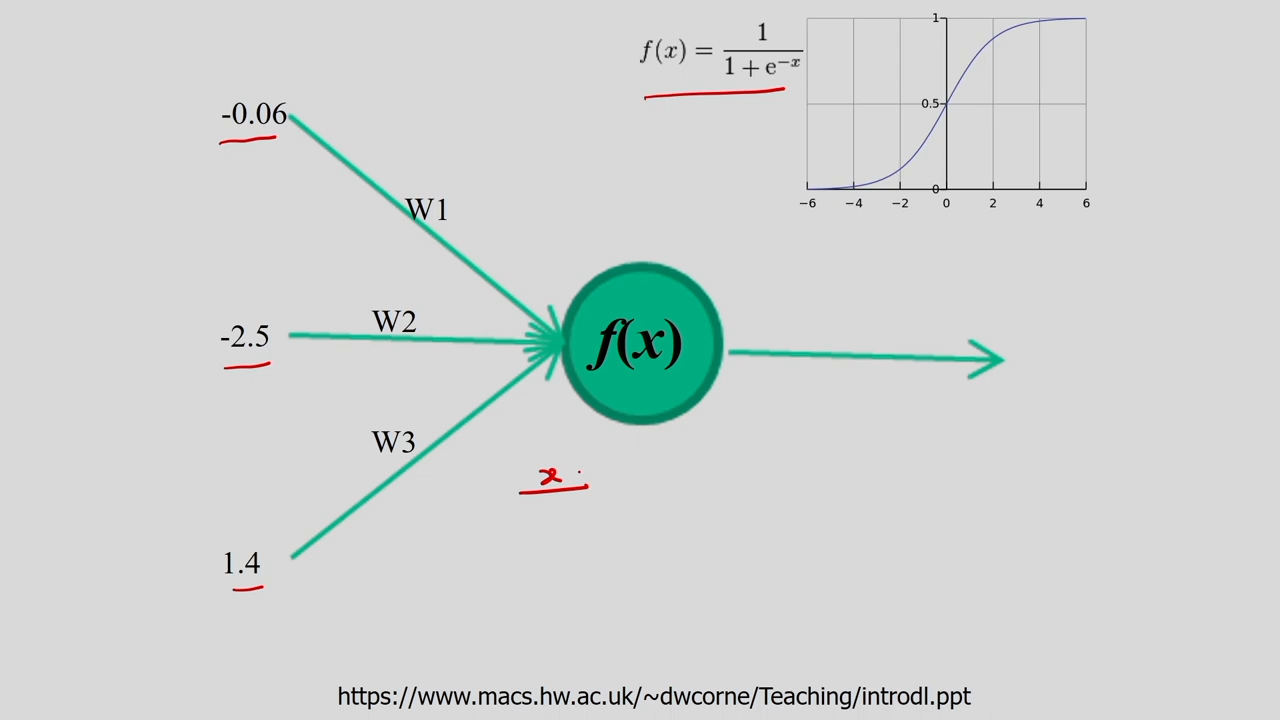 f(x) = 1 / (1 + e^{-x})
1
0.5
0
−6 −4 −2 0 2 4 6
-0.06
W1
-2.5
W2
f(x)
W3
x
1.4
https://www.macs.hw.ac.uk/~dwcorne/Teaching/introdl.ppt